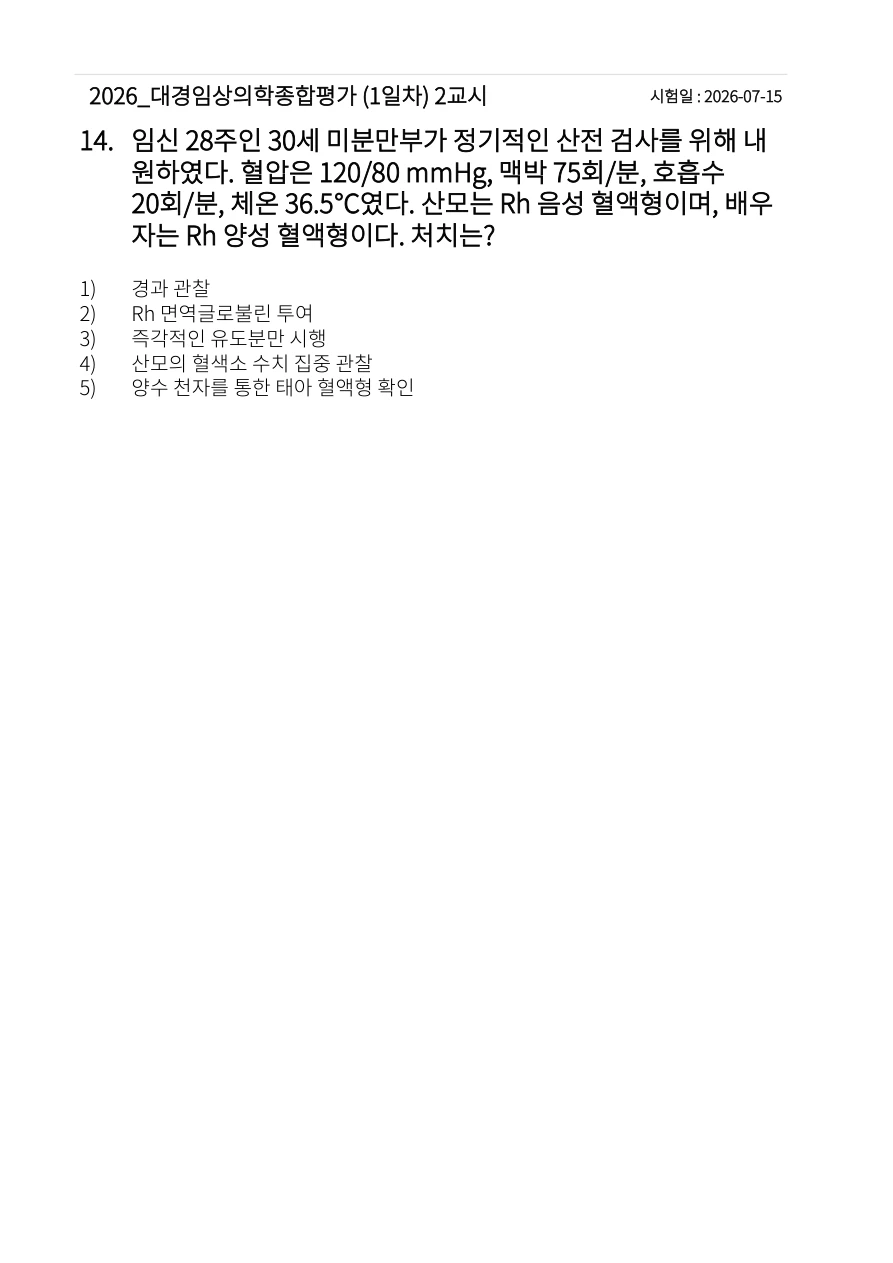 2026_대경임상의학종합평가 (1일차) 2교시 시험일 : 2026-07-15
14. 임신 28주인 30세 미분만부가 정기적인 산전 검사를 위해 내
원하였다. 혈압은 120/80 mmHg, 맥박 75회/분, 호흡수
20회/분, 체온 36.5℃였다. 산모는 Rh 음성 혈액형이며, 배우
자는 Rh 양성 혈액형이다. 처치는?
1) 경과 관찰
2) Rh 면역글로불린 투여
3) 즉각적인 유도분만 시행
4) 산모의 혈색소 수치 집중 관찰
5) 양수 천자를 통한 태아 혈액형 확인